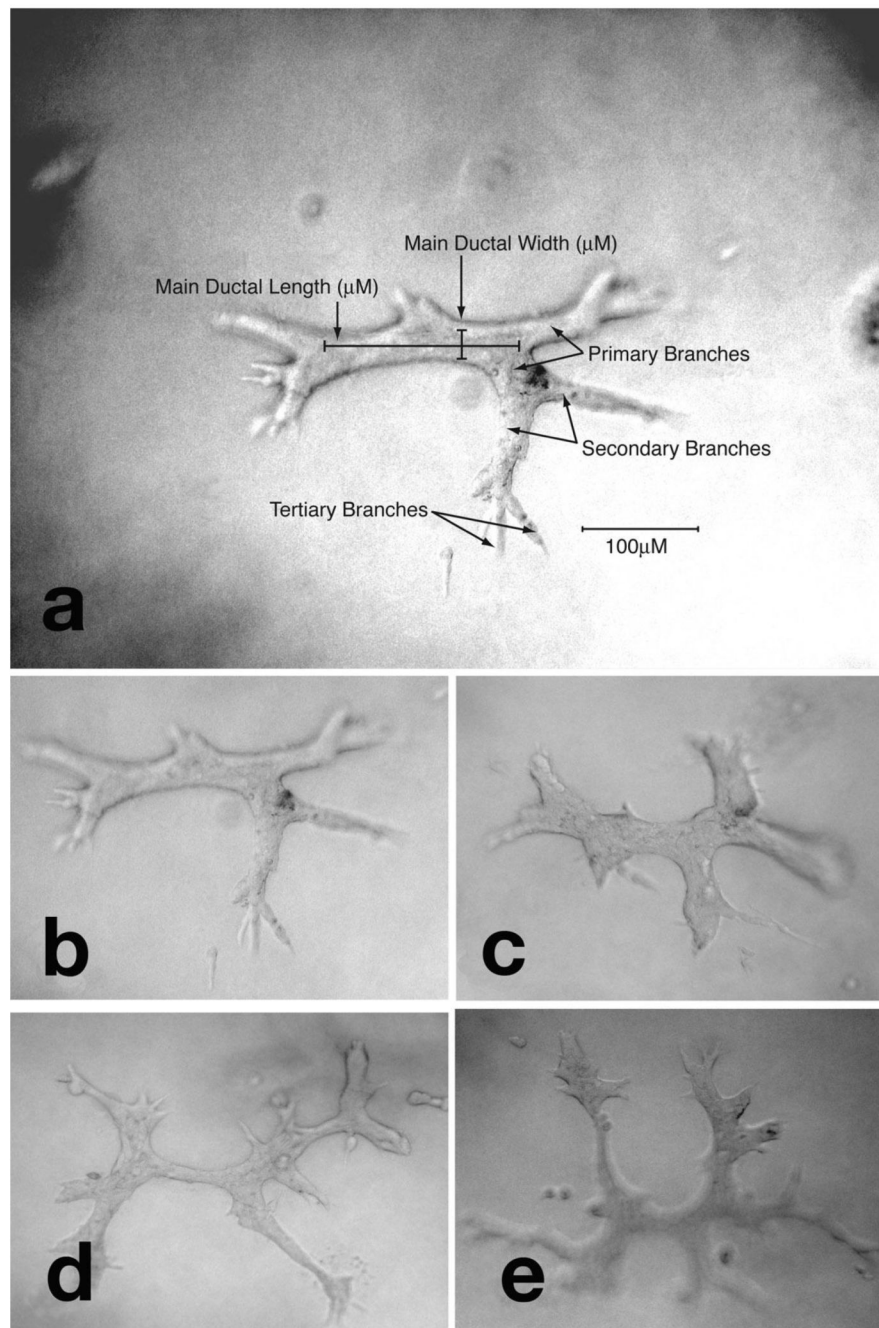 Main Ductal Width (μM)
Main Ductal Length (μM)
Primary Branches
Secondary Branches
Tertiary Branches
100μM
a
b
c
d
e